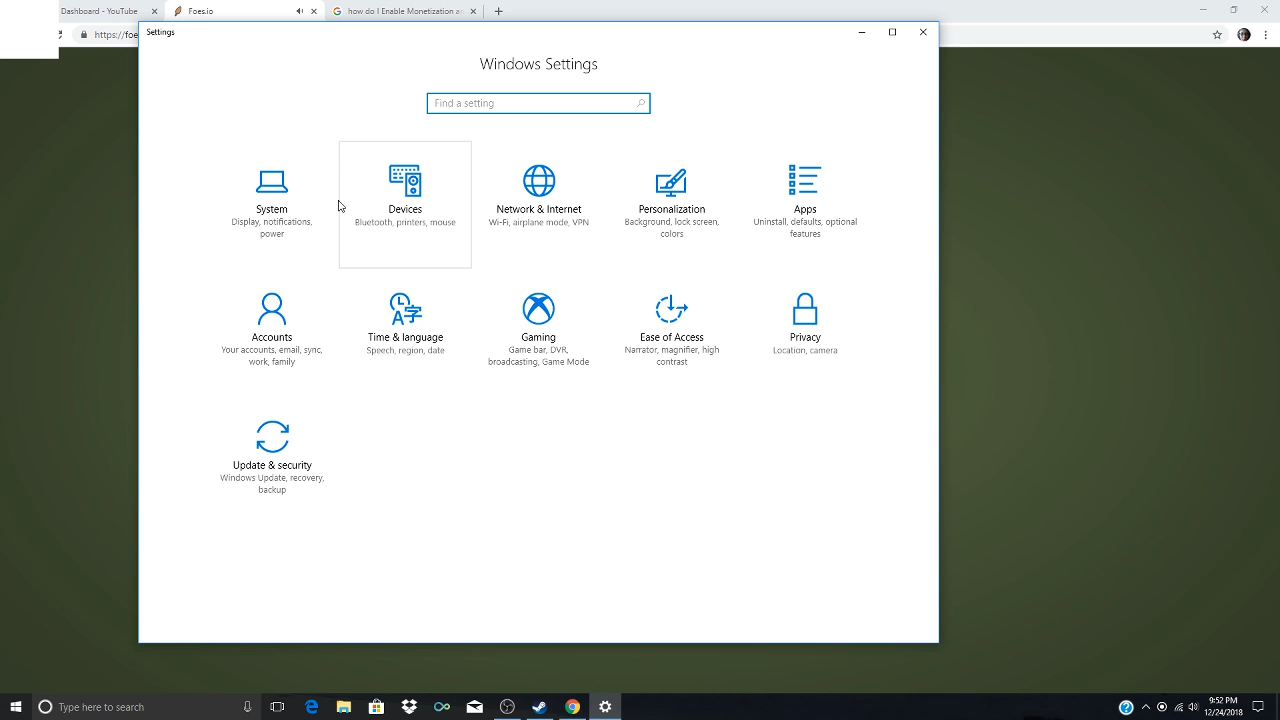 Dashboard - YouTube
Foes.io
how do I Enable Monetization a
https://foe
Settings
Windows Settings
Find a setting
System
Display, notifications,
power
Devices
Bluetooth, printers, mouse
Network & Internet
Wi-Fi, airplane mode, VPN
Personalization
Background, lock screen,
colors
Apps
Uninstall, defaults, optional
features
Accounts
Your accounts, email, sync,
work, family
Time & language
Speech, region, date
Gaming
Game bar, DVR,
broadcasting, Game Mode
Ease of Access
Narrator, magnifier, high
contrast
Privacy
Location, camera
Update & security
Windows Update, recovery,
backup
Type here to search
9:52 PM
12/24/2018